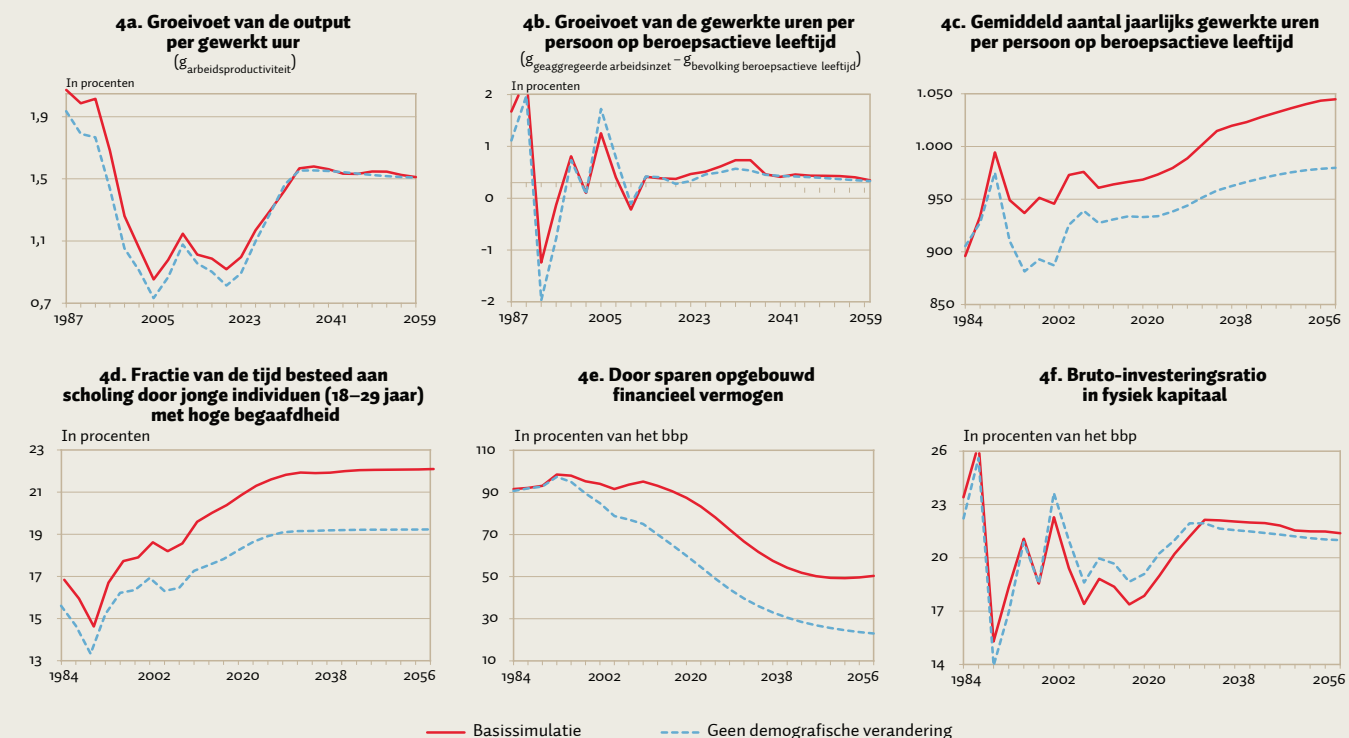 4a. Groeivoet van de output
per gewerkt uur
(g arbeidsproductiviteit)
In procenten
1,9
1,5
1,1
0,7
1987
2005
2023
2041
2059
4b. Groeivoet van de gewerkte uren per
persoon op beroepsactieve leeftijd
(g geaggregeerde arbeidsinzet – g bevolking beroepsactieve leeftijd)
In procenten
2
1
0
-1
-2
1987
2005
2023
2041
2059
4c. Gemiddeld aantal jaarlijks gewerkte uren
per persoon op beroepsactieve leeftijd
1.050
1.000
950
900
850
1984
2002
2020
2038
2056
4d. Fractie van de tijd besteed aan
scholing door jonge individuen (18–29 jaar)
met hoge begaafdheid
In procenten
23
21
19
17
15
13
1984
2002
2020
2038
2056
4e. Door sparen opgebouwd
financieel vermogen
In procenten van het bbp
110
90
70
50
30
10
1984
2002
2020
2038
2056
4f. Bruto-investeringsratio
in fysiek kapitaal
In procenten van het bbp
26
23
20
17
14
1984
2002
2020
2038
2056
Basissimulatie
Geen demografische verandering